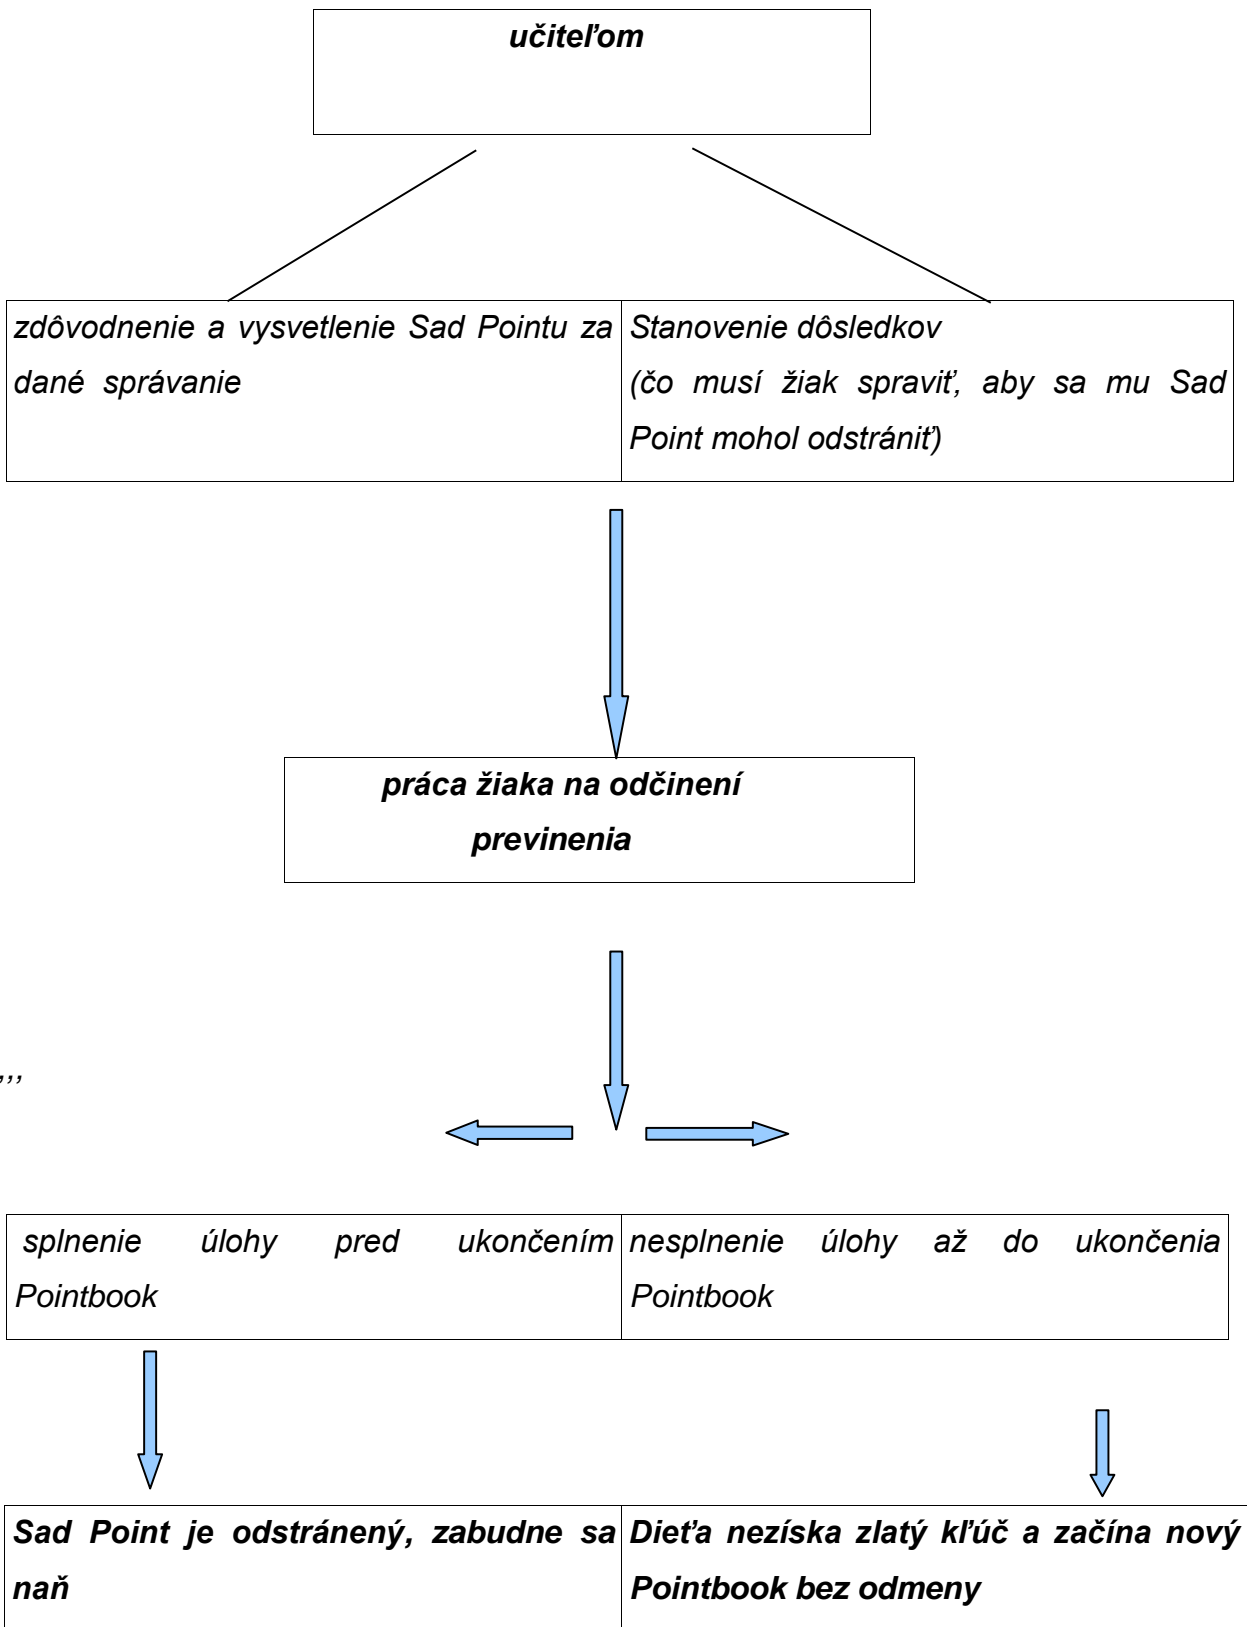 učiteľom
zdôvodnenie a vysvetlenie Sad Pointu za
dané správanie
Stanovenie dôsledkov
(čo musí žiak spraviť, aby sa mu Sad
Point mohol odstrániť)
práca žiaka na odčinení
previnenia
,,,
splnenie úlohy pred ukončením
Pointbook
nesplnenie úlohy až do ukončenia
Pointbook
Sad Point je odstránený, zabudne sa
naň
Dieťa nezíska zlatý kľúč a začína nový
Pointbook bez odmeny